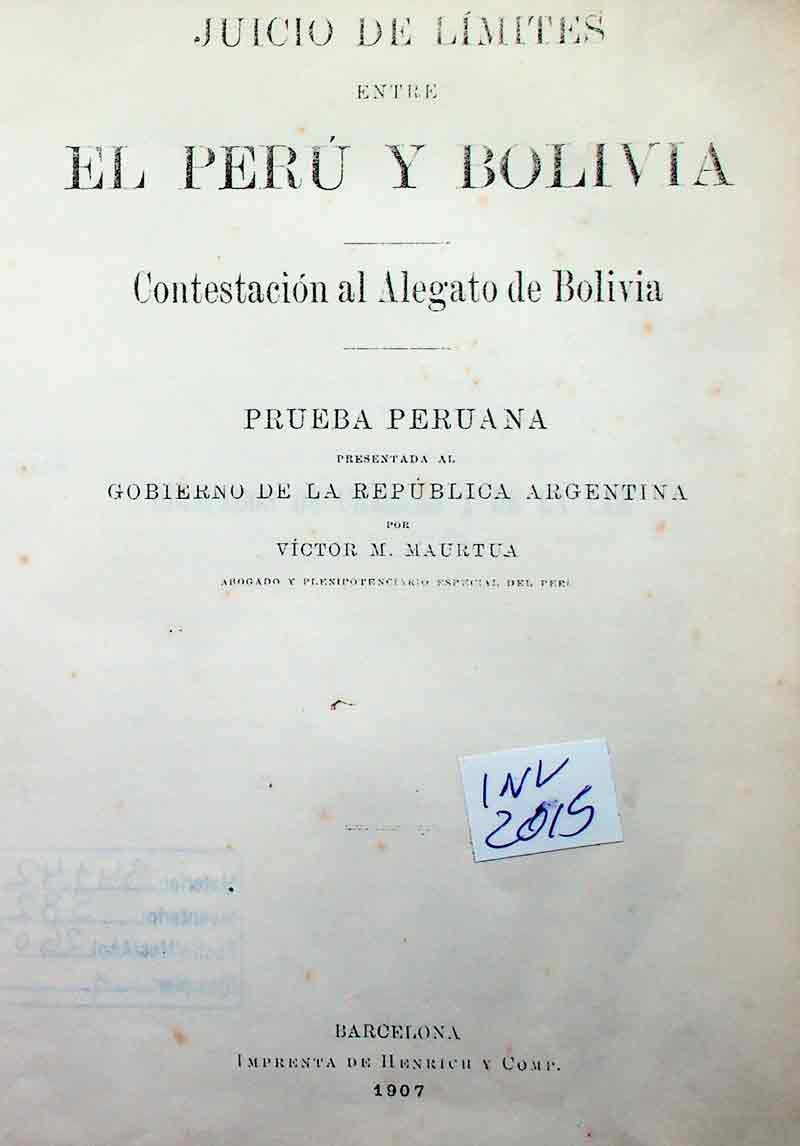 JUICIO DE LÍMITES
ENTRE
EL PERÚ Y BOLIVIA
Contestación al Alegato de Bolivia
PRUEBA PERUANA
PRESENTADA AL
GOBIERNO DE LA REPÚBLICA ARGENTINA
POR
VÍCTOR M. MAURTUA
ABOGADO Y PLENIPOTENCIARIO ESPECIAL DEL PERÚ
INV
2015
BARCELONA
IMPRENTA DE HENRICH Y COMP.
1907